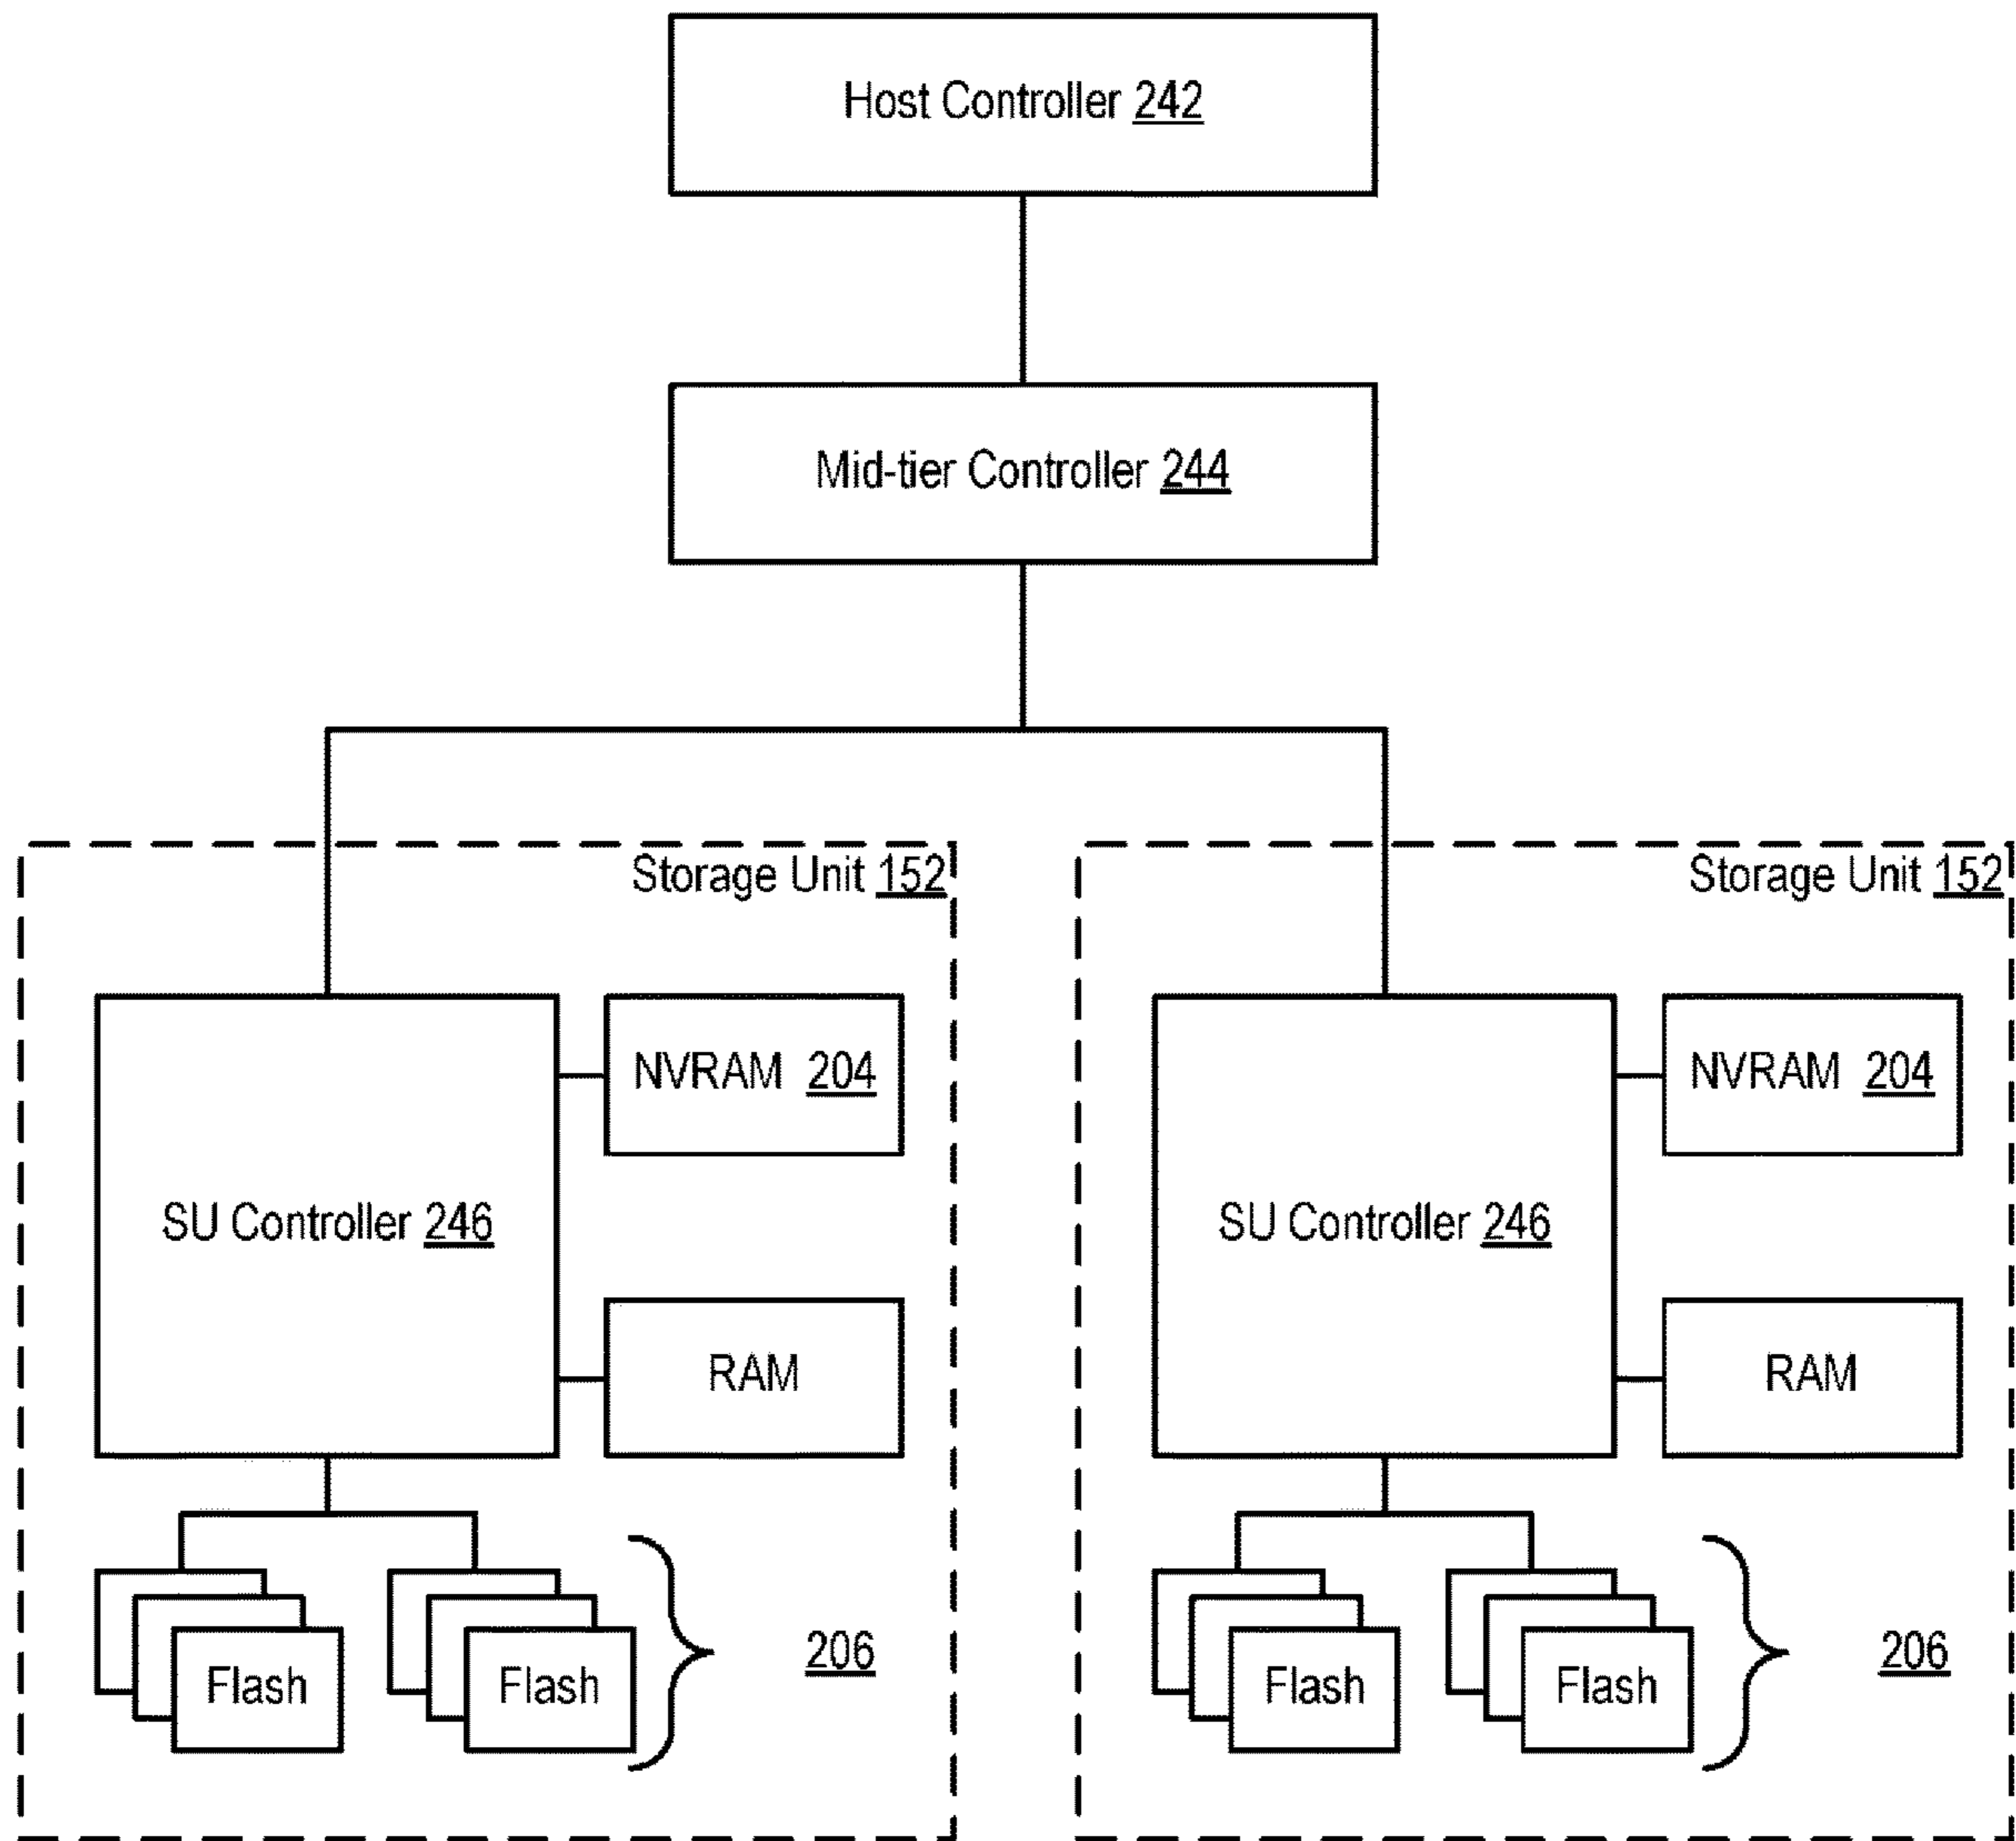 Host Controller 242
Mid-tier Controller 244
Storage Unit 152
Storage Unit 152
NVRAM 204
NVRAM 204
SU Controller 246
SU Controller 246
RAM
RAM
206
206
Flash
Flash
Flash
Flash